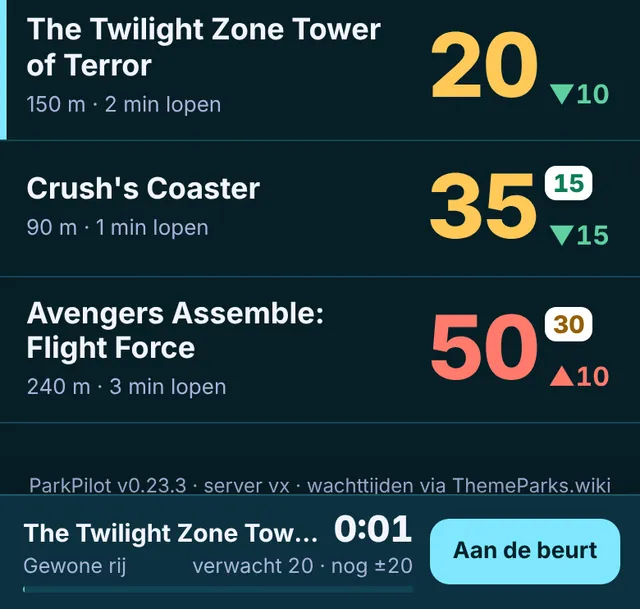 The Twilight Zone Tower
of Terror
150 m · 2 min lopen
20
▼10
Crush's Coaster
90 m · 1 min lopen
35
15
▼15
Avengers Assemble:
Flight Force
240 m · 3 min lopen
50
30
▲10
ParkPilot v0.23.3 · server vx · wachttijden via ThemeParks.wiki
The Twilight Zone Tow… 0:01
Gewone rij verwacht 20 · nog ±20
Aan de beurt